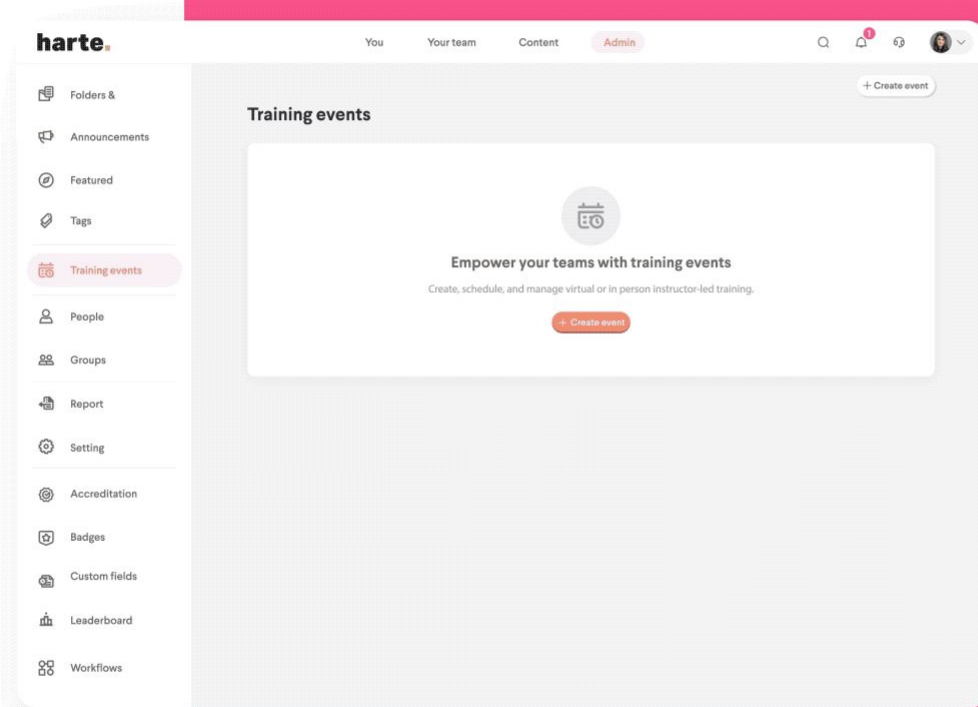 harte.
You Your team Content Admin
1
Folders &
Announcements
Featured
Tags
Training events
People
Groups
Report
Setting
Accreditation
Badges
Custom fields
Leaderboard
Workflows
+ Create event
Training events
Empower your teams with training events
Create, schedule, and manage virtual or in person instructor-led training.
+ Create event